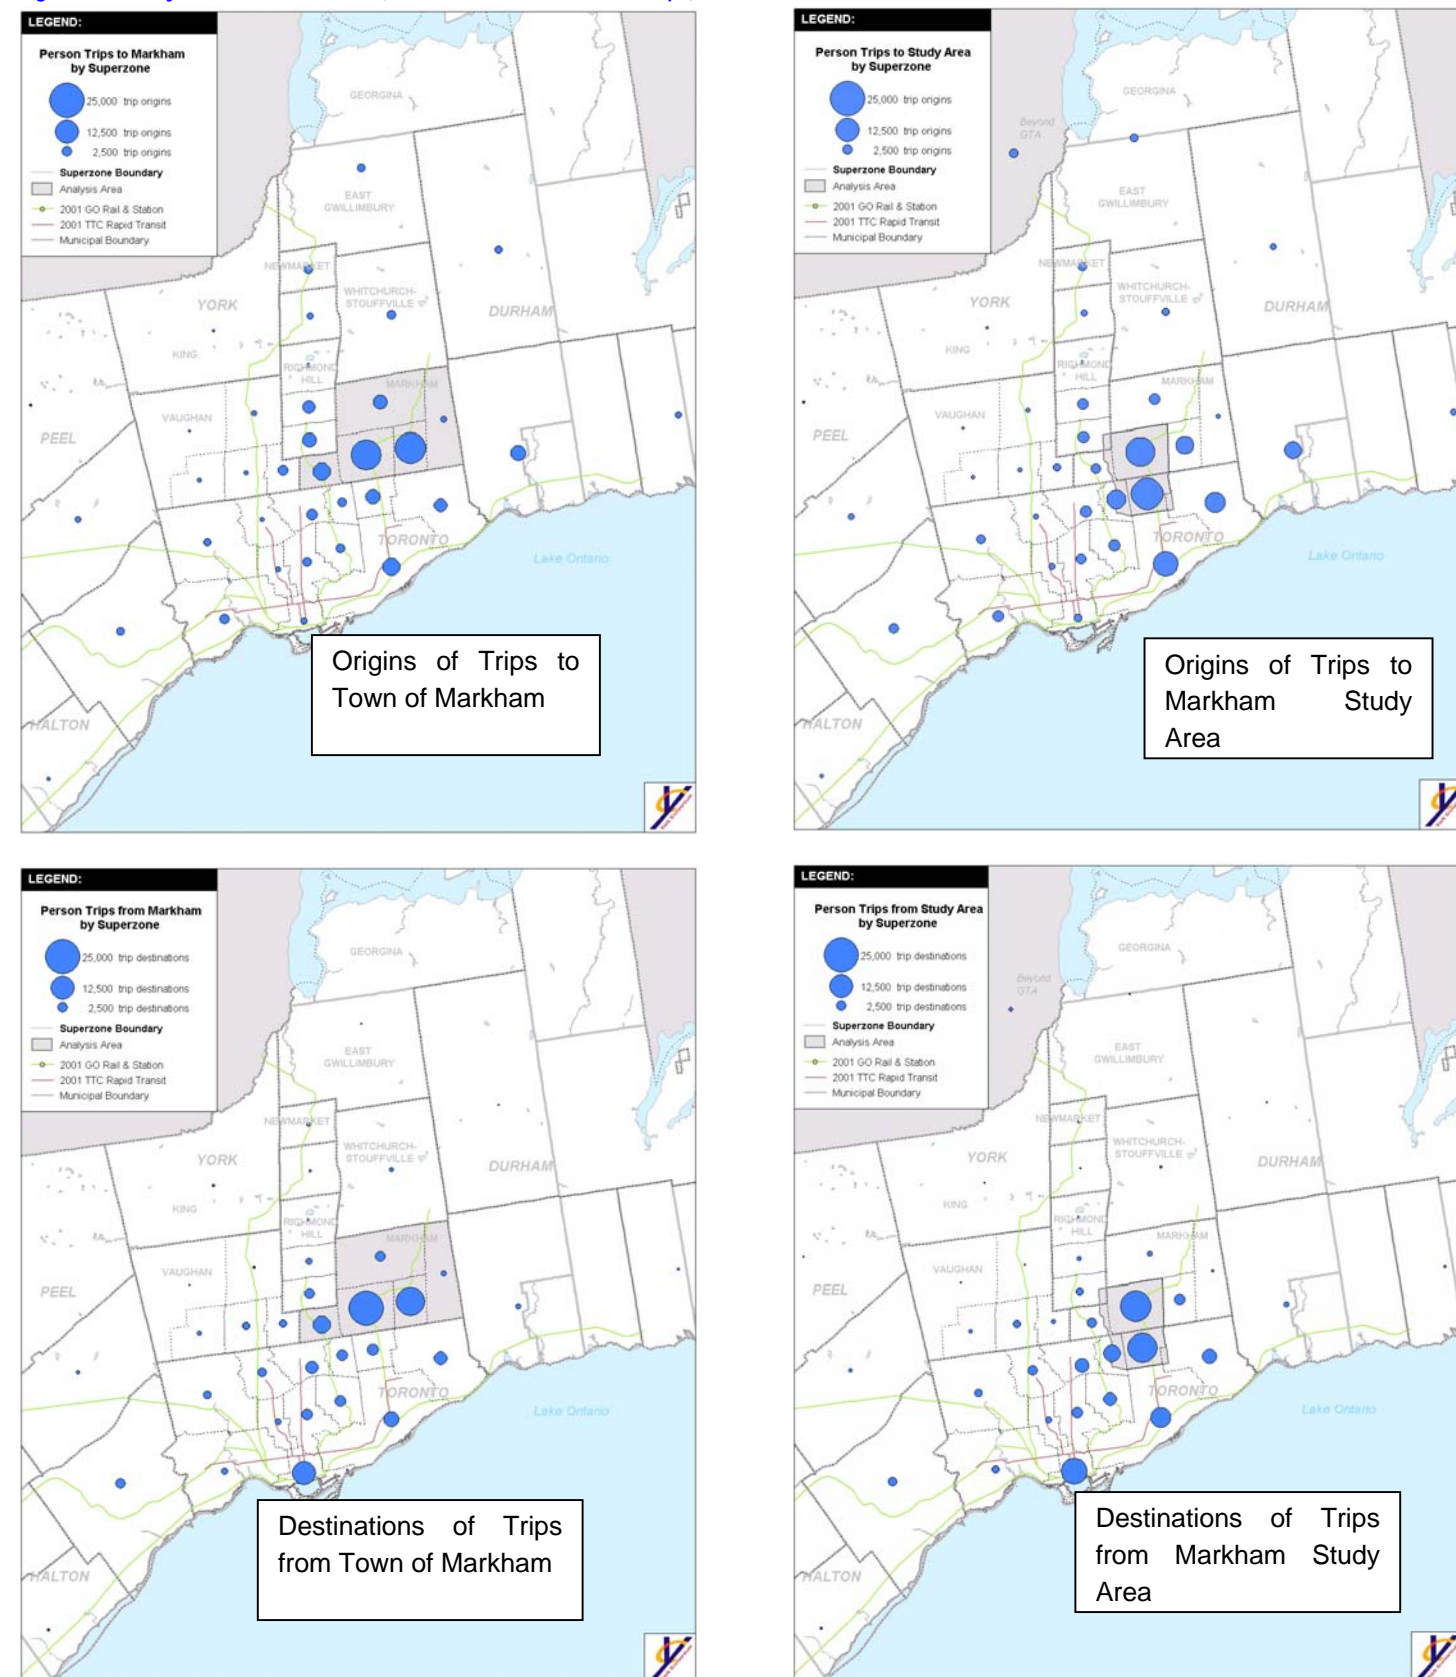 LEGEND:
Person Trips to Markham
by Superzone
25,000 trip origins
12,500 trip origins
2,500 trip origins
Superzone Boundary
Analysis Area
2001 GO Rail & Station
2001 TTC Rapid Transit
Municipal Boundary
GEORGINA
EAST
GWILLIMBURY
NEWMARKET
WHITCHURCH-
STOUFFVILLE
YORK
DURHAM
KING
RICHMOND
HILL
MARKHAM
VAUGHAN
PEEL
TORONTO
Lake Ontario
HALTON
Origins of Trips to
Town of Markham
LEGEND:
Person Trips to Study Area
by Superzone
25,000 trip origins
12,500 trip origins
2,500 trip origins
Superzone Boundary
Analysis Area
2001 GO Rail & Station
2001 TTC Rapid Transit
Municipal Boundary
GEORGINA
Beyond
GTA
EAST
GWILLIMBURY
NEWMARKET
WHITCHURCH-
STOUFFVILLE
YORK
DURHAM
KING
RICHMOND
HILL
MARKHAM
VAUGHAN
PEEL
TORONTO
Lake Ontario
HALTON
Origins of Trips to
Markham Study
Area
LEGEND:
Person Trips from Markham
by Superzone
25,000 trip destinations
12,500 trip destinations
2,500 trip destinations
Superzone Boundary
Analysis Area
2001 GO Rail & Station
2001 TTC Rapid Transit
Municipal Boundary
GEORGINA
EAST
GWILLIMBURY
NEWMARKET
WHITCHURCH-
STOUFFVILLE
YORK
DURHAM
KING
RICHMOND
HILL
MARKHAM
VAUGHAN
PEEL
TORONTO
Lake Ontario
HALTON
Destinations of Trips
from Town of Markham
LEGEND:
Person Trips from Study Area
by Superzone
25,000 trip destinations
12,500 trip destinations
2,500 trip destinations
Superzone Boundary
Analysis Area
2001 GO Rail & Station
2001 TTC Rapid Transit
Municipal Boundary
GEORGINA
Beyond
GTA
EAST
GWILLIMBURY
NEWMARKET
WHITCHURCH-
STOUFFVILLE
YORK
DURHAM
KING
RICHMOND
HILL
MARKHAM
VAUGHAN
PEEL
TORONTO
Lake Ontario
HALTON
Destinations of Trips
from Markham Study
Area